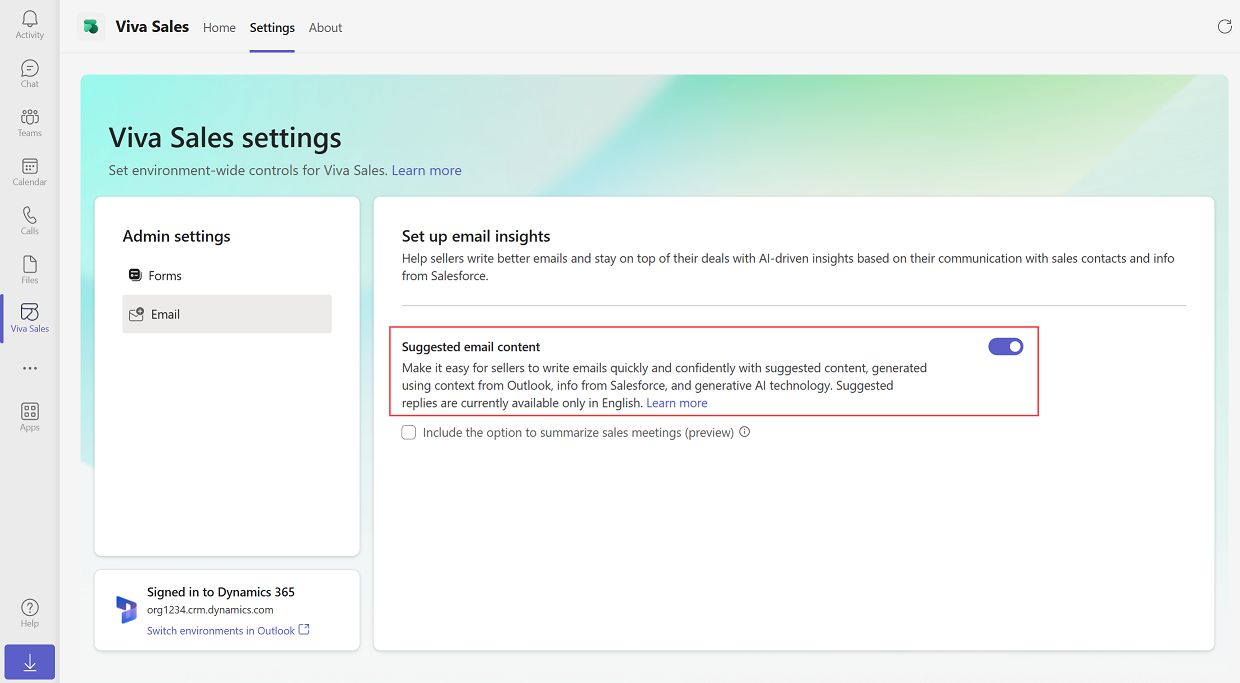 Activity
Chat
Teams
Calendar
Calls
Files
Viva Sales
Apps
Help
Viva Sales
Home
Settings
About
Viva Sales settings
Set environment-wide controls for Viva Sales. Learn more
Admin settings
Forms
Email
Signed in to Dynamics 365
org1234.crm.dynamics.com
Switch environments in Outlook
Set up email insights
Help sellers write better emails and stay on top of their deals with AI-driven insights based on their communication with sales contacts and info
from Salesforce.
Suggested email content
Make it easy for sellers to write emails quickly and confidently with suggested content, generated
using context from Outlook, info from Salesforce, and generative AI technology. Suggested
replies are currently available only in English. Learn more
Include the option to summarize sales meetings (preview)